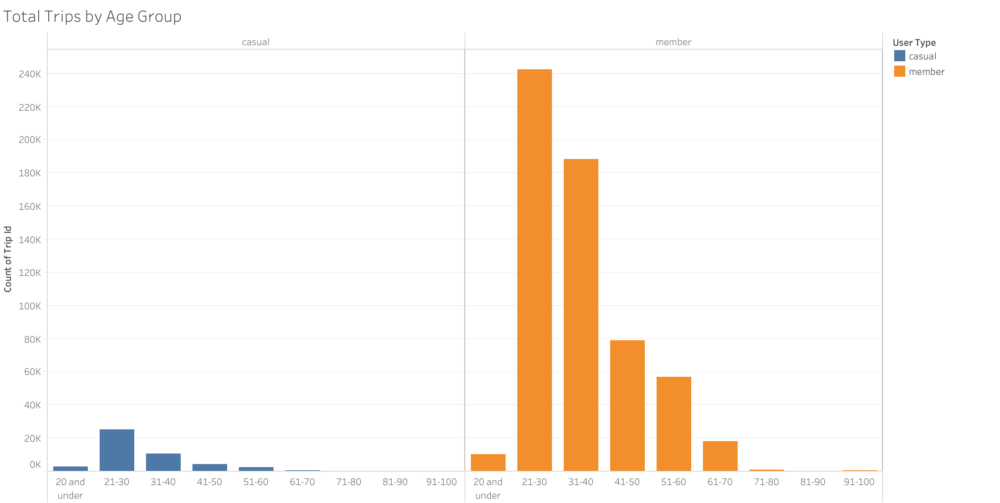 Total Trips by Age Group
casual
member
User Type
casual
member
Count of Trip Id
240K
220K
200K
180K
160K
140K
120K
100K
80K
60K
40K
20K
0K
20 and
under
21-30
31-40
41-50
51-60
61-70
71-80
81-90
91-100
20 and
under
21-30
31-40
41-50
51-60
61-70
71-80
81-90
91-100